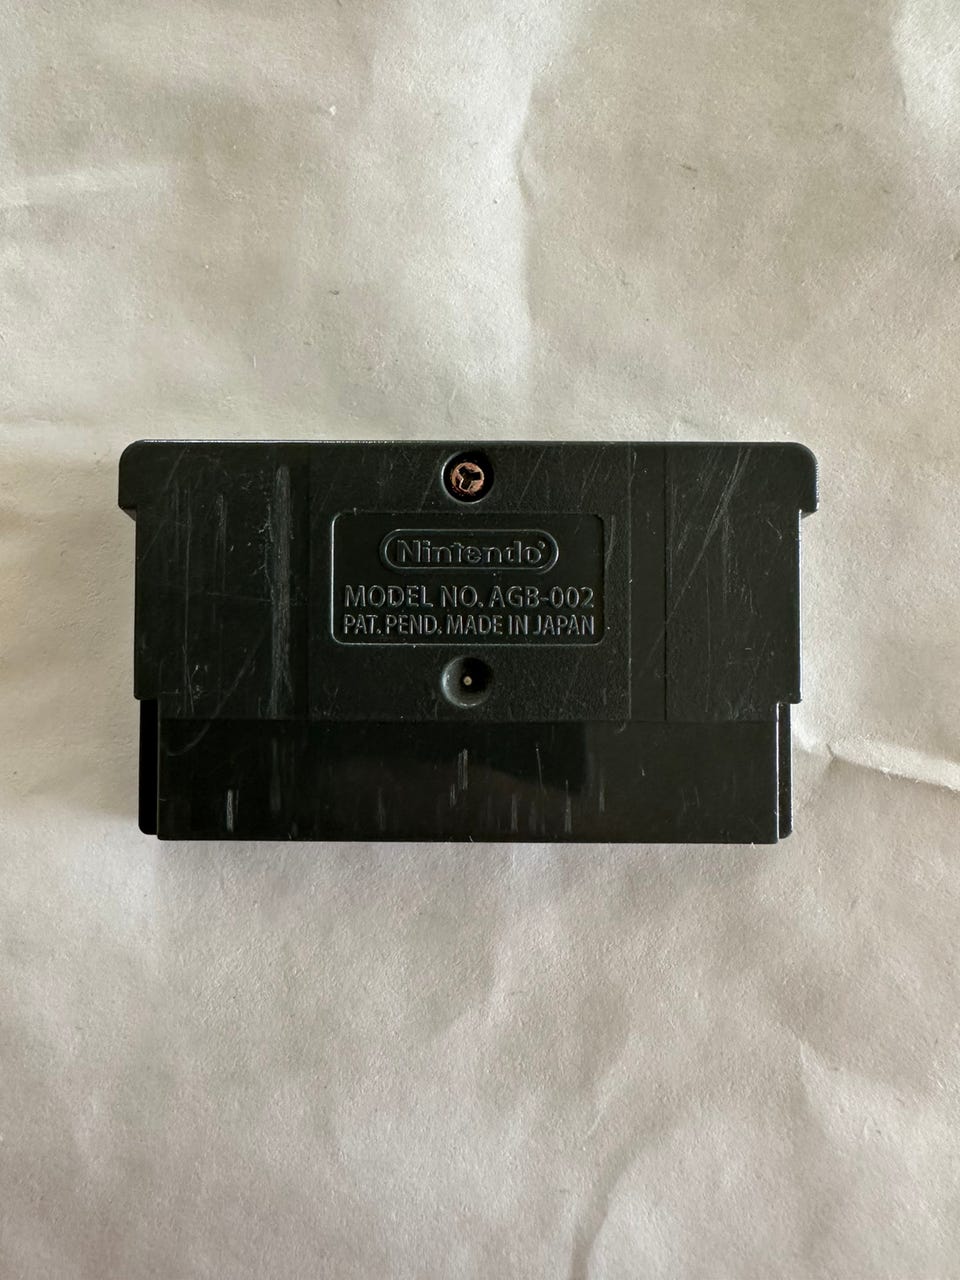 Nintendo®
MODEL NO. AGB-002
PAT. PEND. MADE IN JAPAN